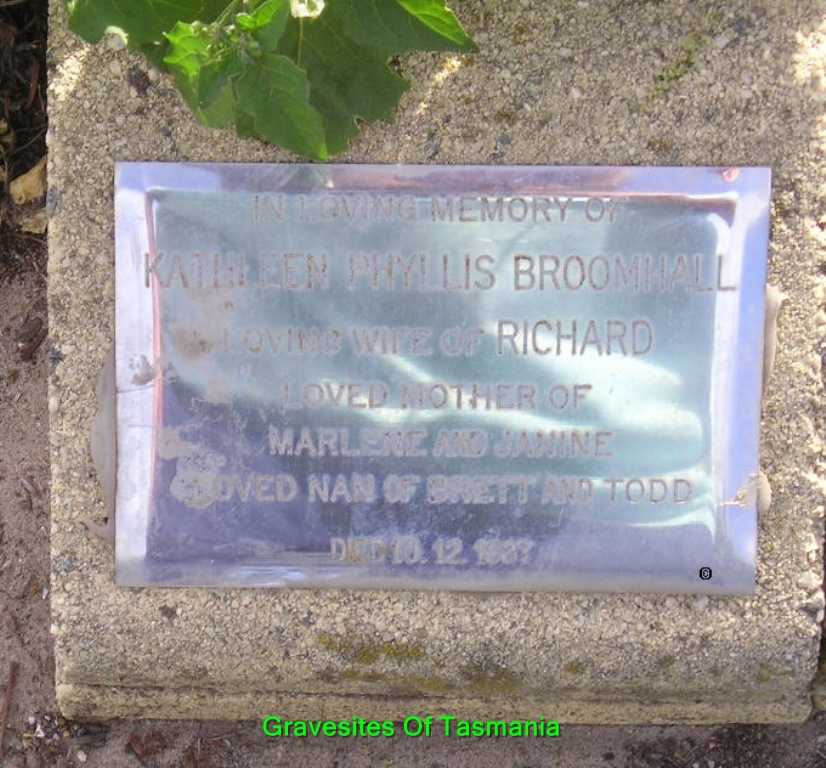 IN LOVING MEMORY OF
KATHLEEN PHYLLIS BROOMHALL
LOVING WIFE OF RICHARD
LOVED MOTHER OF
MARLENE AND JANINE
LOVED NAN OF BRETT AND TODD
DIED 10. 12. 1987
©
Gravesites Of Tasmania